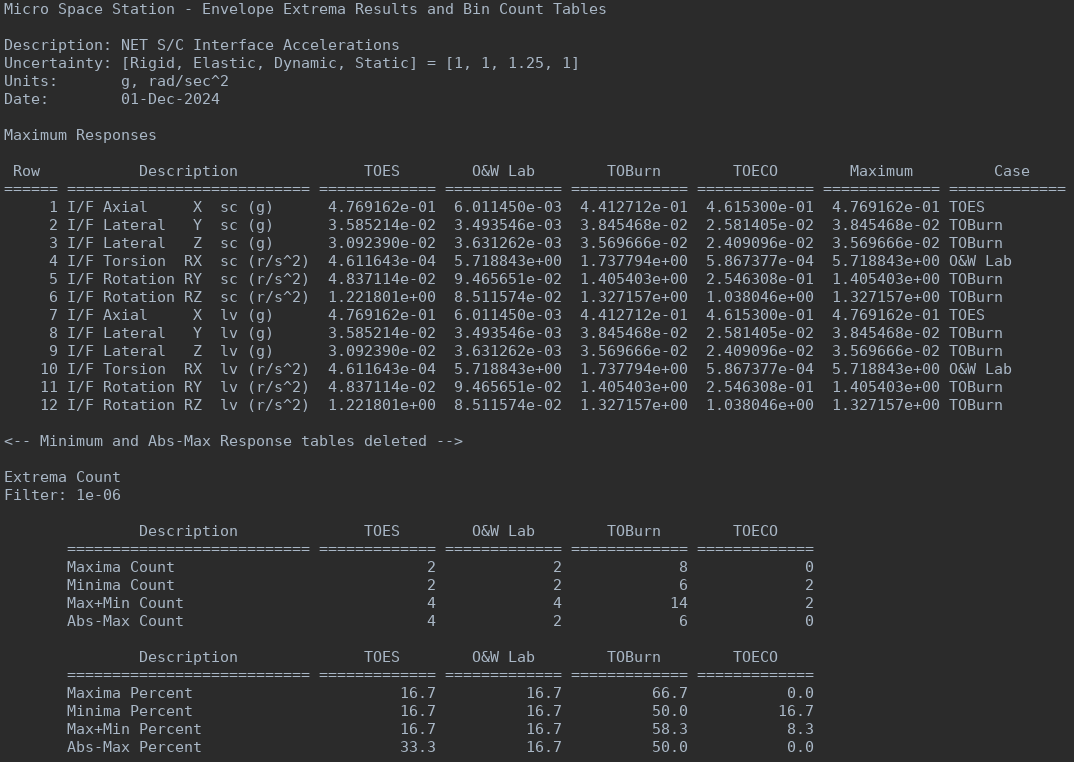 Micro Space Station - Envelope Extrema Results and Bin Count Tables
Description: NET S/C Interface Accelerations
Uncertainty: [Rigid, Elastic, Dynamic, Static] = [1, 1, 1.25, 1]
Units:       g, rad/sec^2
Date:        01-Dec-2024
Maximum Responses
 Row           Description              TOES        O&W Lab        TOBurn        TOECO        Maximum         Case
====== =========================== ============= ============= ============= ============= ============= =============
     1 I/F Axial     X  sc (g)      4.769162e-01  6.011450e-03  4.412712e-01  4.615300e-01  4.769162e-01 TOES
     2 I/F Lateral   Y  sc (g)      3.585214e-02  3.493546e-03  3.845468e-02  2.581405e-02  3.845468e-02 TOBurn
     3 I/F Lateral   Z  sc (g)      3.092390e-02  3.631262e-03  3.569666e-02  2.409096e-02  3.569666e-02 TOBurn
     4 I/F Torsion  RX  sc (r/s^2)  4.611643e-04  5.718843e+00  1.737794e+00  5.867377e-04  5.718843e+00 O&W Lab
     5 I/F Rotation RY  sc (r/s^2)  4.837114e-02  9.465651e-02  1.405403e+00  2.546308e-01  1.405403e+00 TOBurn
     6 I/F Rotation RZ  sc (r/s^2)  1.221801e+00  8.511574e-02  1.327157e+00  1.038046e+00  1.327157e+00 TOBurn
     7 I/F Axial     X  lv (g)      4.769162e-01  6.011450e-03  4.412712e-01  4.615300e-01  4.769162e-01 TOES
     8 I/F Lateral   Y  lv (g)      3.585214e-02  3.493546e-03  3.845468e-02  2.581405e-02  3.845468e-02 TOBurn
     9 I/F Lateral   Z  lv (g)      3.092390e-02  3.631262e-03  3.569666e-02  2.409096e-02  3.569666e-02 TOBurn
    10 I/F Torsion  RX  lv (r/s^2)  4.611643e-04  5.718843e+00  1.737794e+00  5.867377e-04  5.718843e+00 O&W Lab
    11 I/F Rotation RY  lv (r/s^2)  4.837114e-02  9.465651e-02  1.405403e+00  2.546308e-01  1.405403e+00 TOBurn
    12 I/F Rotation RZ  lv (r/s^2)  1.221801e+00  8.511574e-02  1.327157e+00  1.038046e+00  1.327157e+00 TOBurn
<-- Minimum and Abs-Max Response tables deleted -->
Extrema Count
Filter: 1e-06
               Description              TOES        O&W Lab        TOBurn        TOECO
       =========================== ============= ============= ============= =============
       Maxima Count                            2             2             8             0
       Minima Count                            2             2             6             2
       Max+Min Count                           4             4            14             2
       Abs-Max Count                           4             2             6             0
               Description              TOES        O&W Lab        TOBurn        TOECO
       =========================== ============= ============= ============= =============
       Maxima Percent                       16.7          16.7          66.7           0.0
       Minima Percent                       16.7          16.7          50.0          16.7
       Max+Min Percent                      16.7          16.7          58.3           8.3
       Abs-Max Percent                      33.3          16.7          50.0           0.0